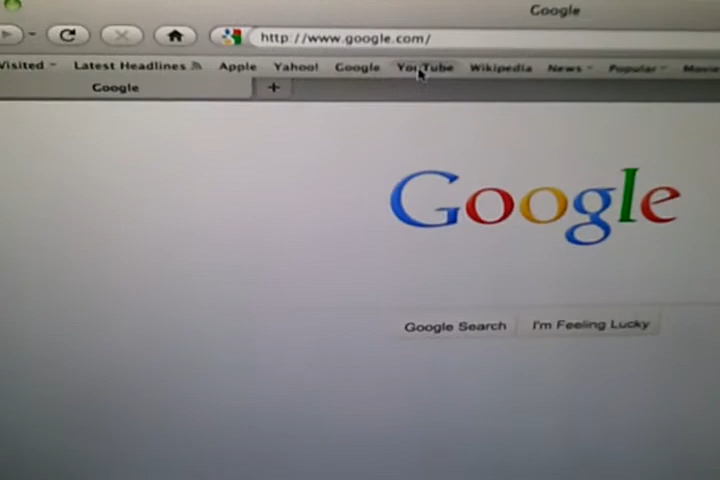 Google
http://www.google.com/
Visited Latest Headlines Apple Yahoo! Google YouTube Wikipedia News Popular Movie
Google +
Google
Google Search I'm Feeling Lucky